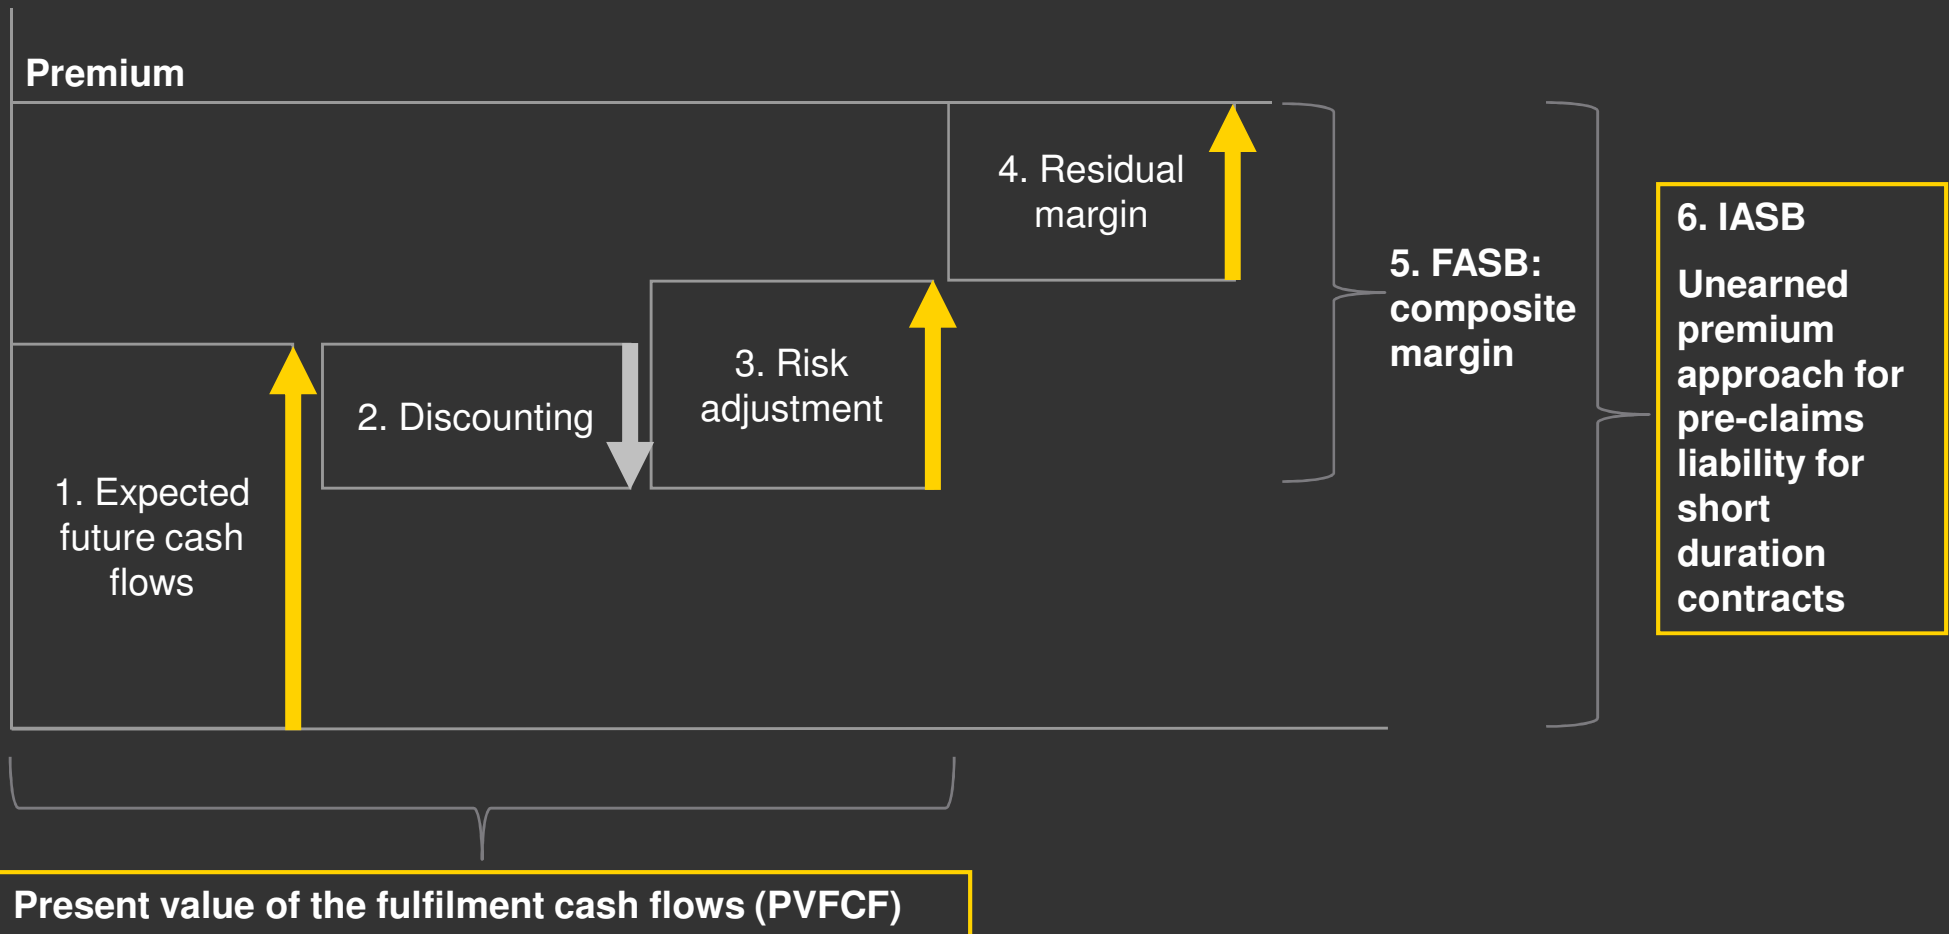 Premium
4. Residual
margin
3. Risk
adjustment
2. Discounting
1. Expected
future cash
flows
5. FASB:
composite
margin
6. IASB
Unearned
premium
approach for
pre-claims
liability for
short
duration
contracts
Present value of the fulfilment cash flows (PVFCF)